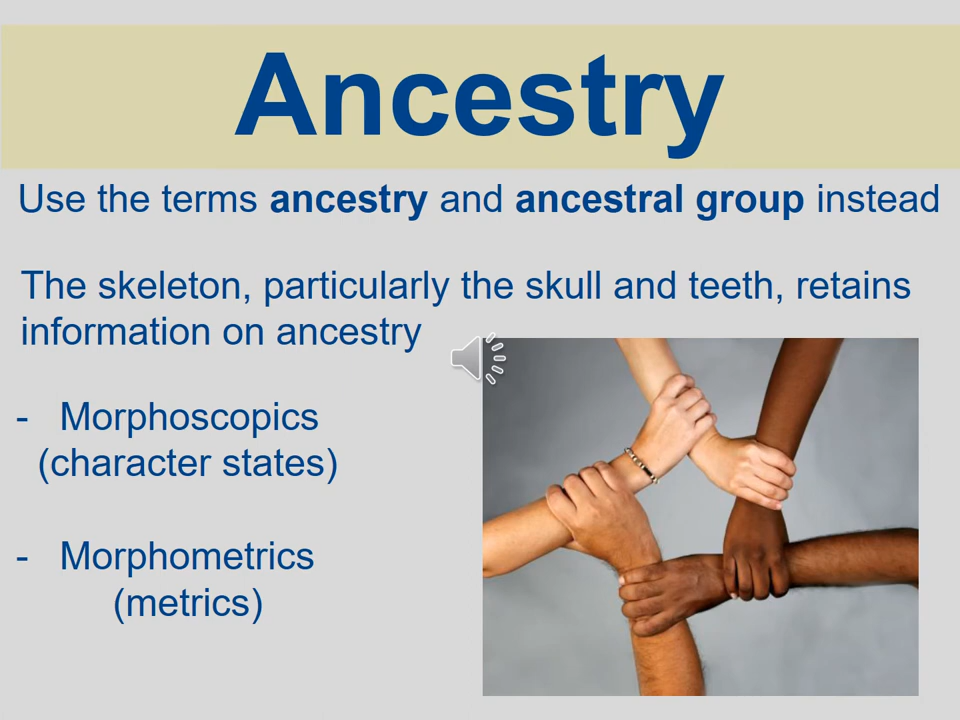 Ancestry
Use the terms ancestry and ancestral group instead
The skeleton, particularly the skull and teeth, retains
information on ancestry
- Morphoscopics
(character states)
- Morphometrics
(metrics)